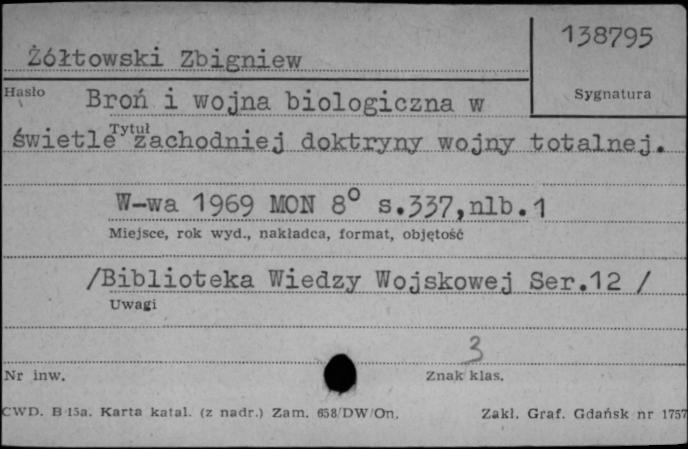 138795
Żółtowski Zbigniew
Hasło
Sygnatura
Broń i wojna biologiczna w
Tytuł
świetle zachodniej doktryny wojny totalnej.
W-wa 1969 MON 8° s.337,nlb.1
Miejsce, rok wyd., nakładca, format, objętość
/Biblioteka Wiedzy Wojskowej Ser.12 /
Uwagi
3
Nr inw.
Znak klas.
CWD. B 15a. Karta katal. (z nadr.) Zam. 658/DW/On.
Zakł. Graf. Gdańsk nr 1757